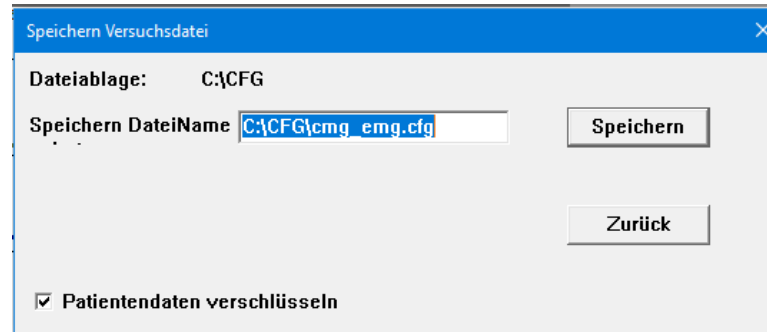 Speichern Versuchsdatei
Dateiablage: C:\CFG
Speichern DateiName C:\CFG\cmg_emg.cfg Speichern
Zurück
Patientendaten verschlüsseln